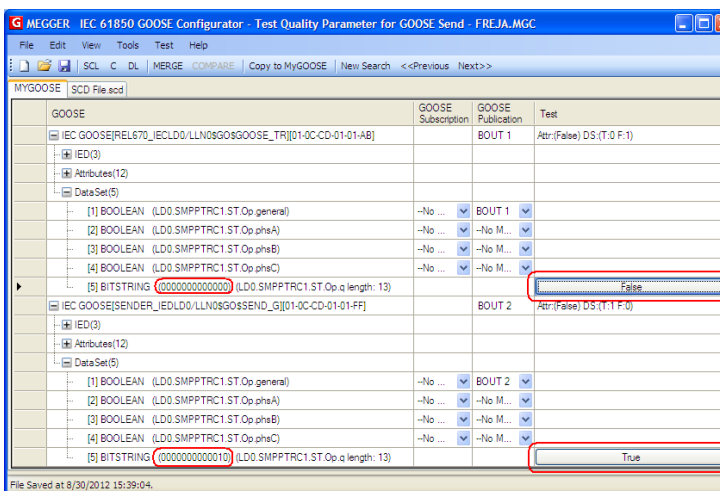 G MEGGER IEC 61850 GOOSE Configurator - Test Quality Parameter for GOOSE Send - FREJA.MGC
File Edit View Tools Test Help
SCL C DL MERGE COMPARE Copy to MyGOOSE New Search <<Previous Next>>
MYGOOSE SCD File.scd
GOOSE GOOSE Subscription GOOSE Publication Test
IEC GOOSE[REL670_IECLD0/LLN0$GO$GOOSE_TR][01-0C-CD-01-01-AB] BOUT 1 Attr:(False) DS:(T:0 F:1)
IED(3)
Attributes(12)
DataSet(5)
[1] BOOLEAN (LD0.SMPPTRC1.ST.Op.general) --No ... BOUT 1
[2] BOOLEAN (LD0.SMPPTRC1.ST.Op.phsA) --No ... --No M...
[3] BOOLEAN (LD0.SMPPTRC1.ST.Op.phsB) --No ... --No M...
[4] BOOLEAN (LD0.SMPPTRC1.ST.Op.phsC) --No ... --No M...
[5] BITSTRING (0000000000000) (LD0.SMPPTRC1.ST.Op.q length: 13) False
IEC GOOSE[SENDER_IEDLD0/LLN0$GO$SEND_G][01-0C-CD-01-01-FF] BOUT 2 Attr:(False) DS:(T:1 F:0)
IED(3)
Attributes(12)
DataSet(5)
[1] BOOLEAN (LD0.SMPPTRC1.ST.Op.general) --No ... BOUT 2
[2] BOOLEAN (LD0.SMPPTRC1.ST.Op.phsA) --No ... --No M...
[3] BOOLEAN (LD0.SMPPTRC1.ST.Op.phsB) --No ... --No M...
[4] BOOLEAN (LD0.SMPPTRC1.ST.Op.phsC) --No ... --No M...
[5] BITSTRING (0000000000010) (LD0.SMPPTRC1.ST.Op.q length: 13) True
File Saved at 8/30/2012 15:39:04.